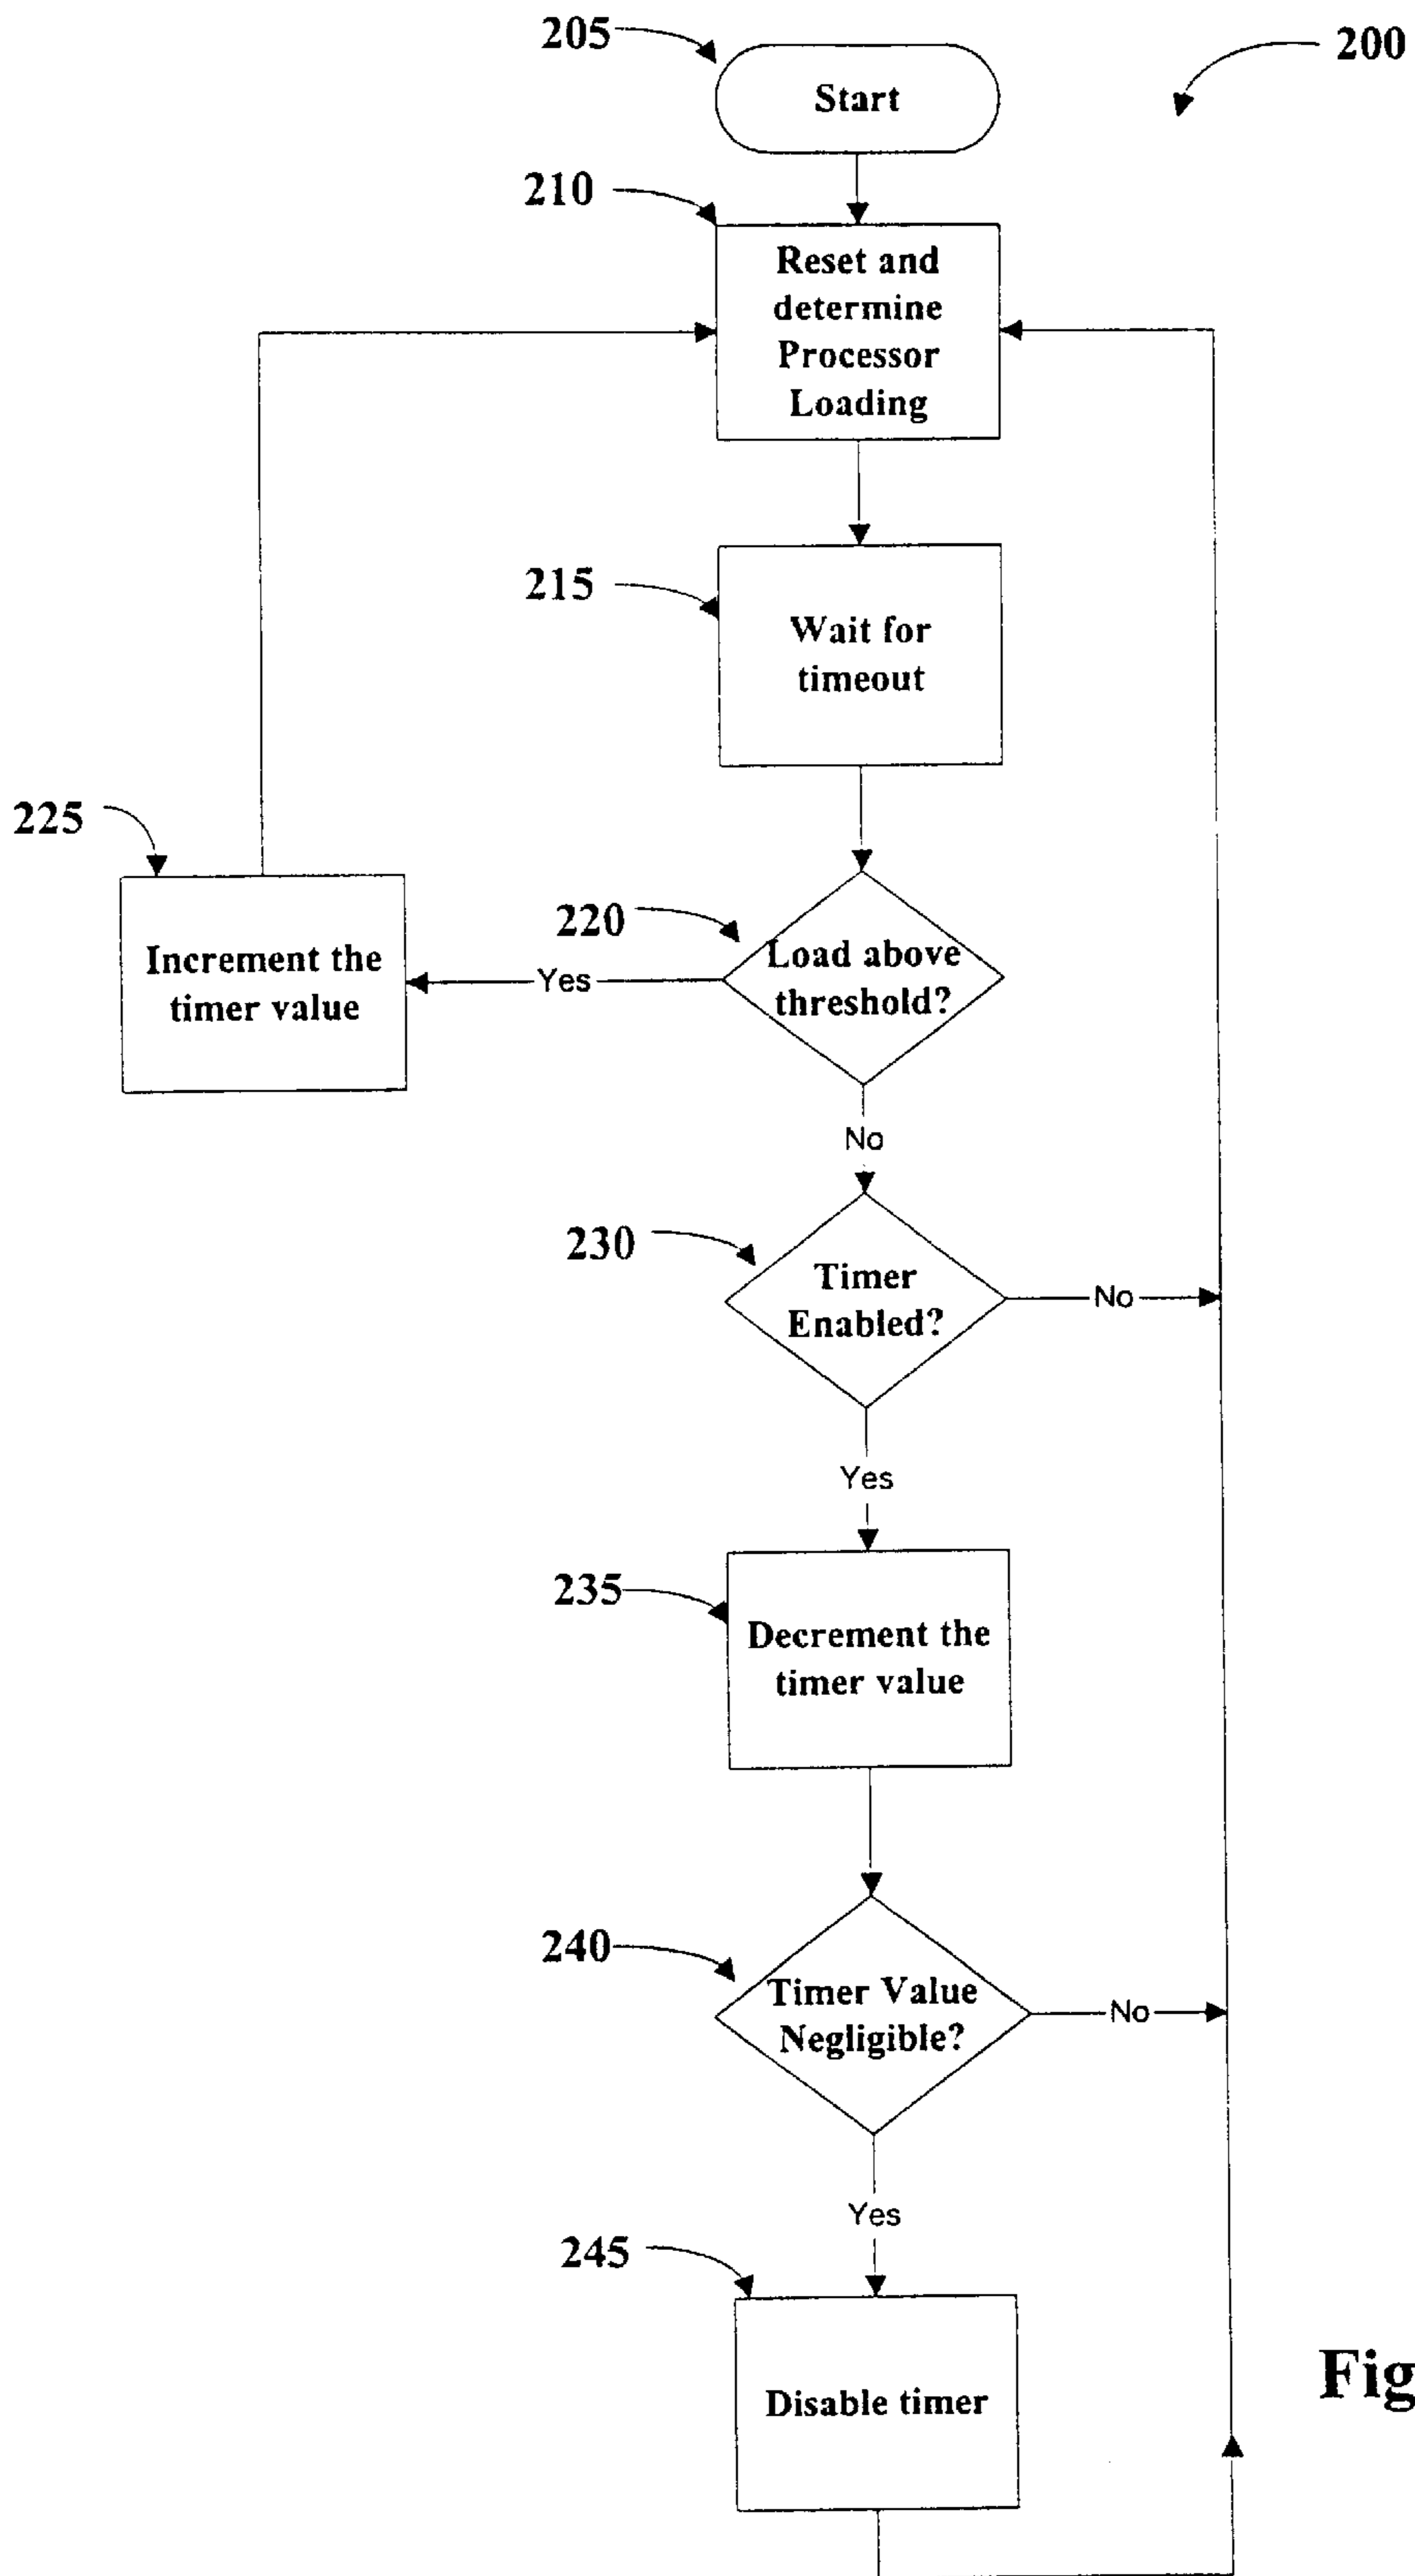 205
Start
200
210
Reset and
determine
Processor
Loading
215
Wait for
timeout
225
Increment the
timer value
Yes
220
Load above
threshold?
No
230
Timer
Enabled?
No
Yes
235
Decrement the
timer value
240
Timer Value
Negligible?
No
Yes
245
Disable timer
Fig